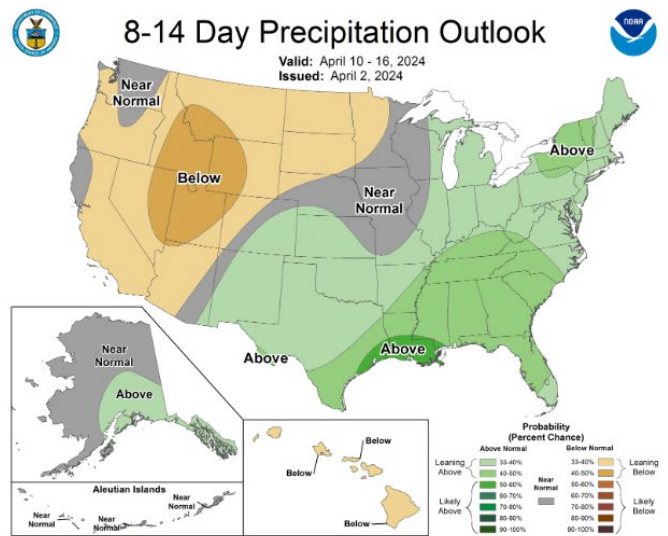 8-14 Day Precipitation Outlook
Valid: April 10 - 16, 2024
Issued: April 2, 2024
NOAA
Near
Normal
Below
Near
Normal
Above
Above
Above
Near
Normal
Above
Aleutian Islands
Near
Normal
Near
Normal
Near
Normal
Below
Below
Below
Probability
(Percent Chance)
Above Normal
Below Normal
Leaning
Above
33-40%
40-50%
50-60%
Likely
Above
60-70%
70-80%
80-90%
90-100%
Near
Normal
33-40%
40-50%
Leaning
Below
50-60%
60-70%
70-80%
80-90%
90-100%
Likely
Below